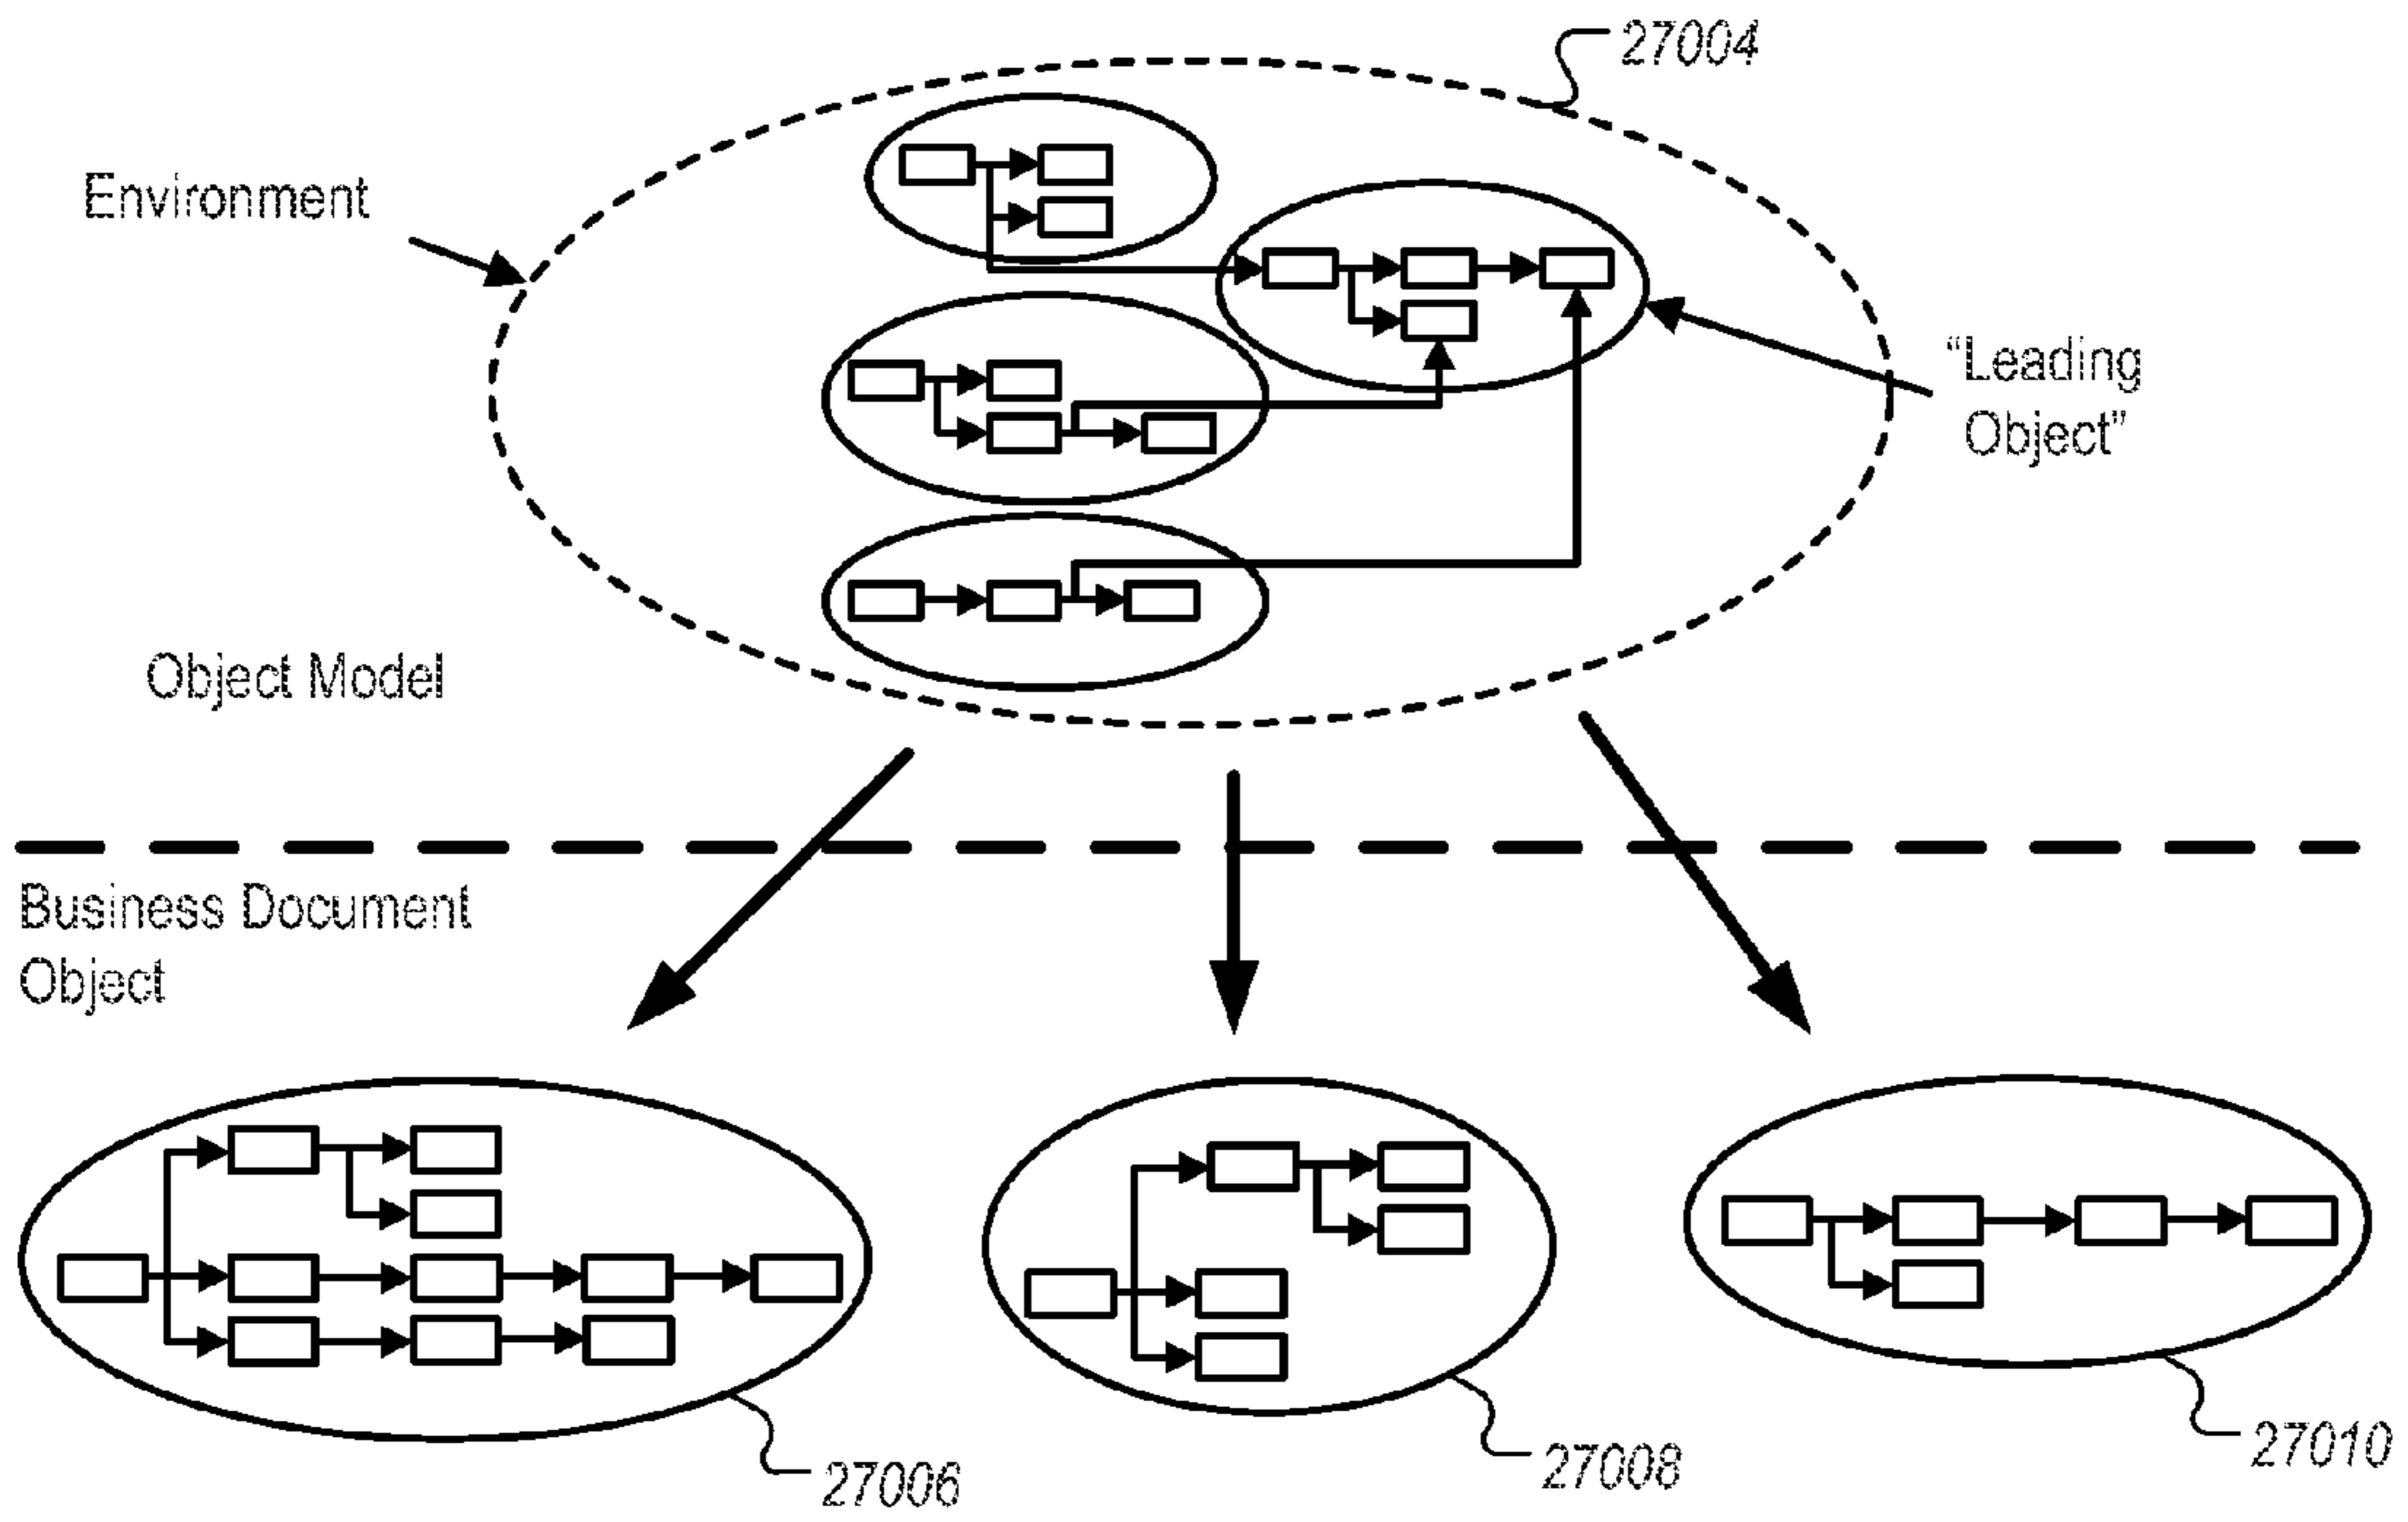 27004
Environment
“Leading
Object”
Object Model
Business Document
Object
27006
27008
27010